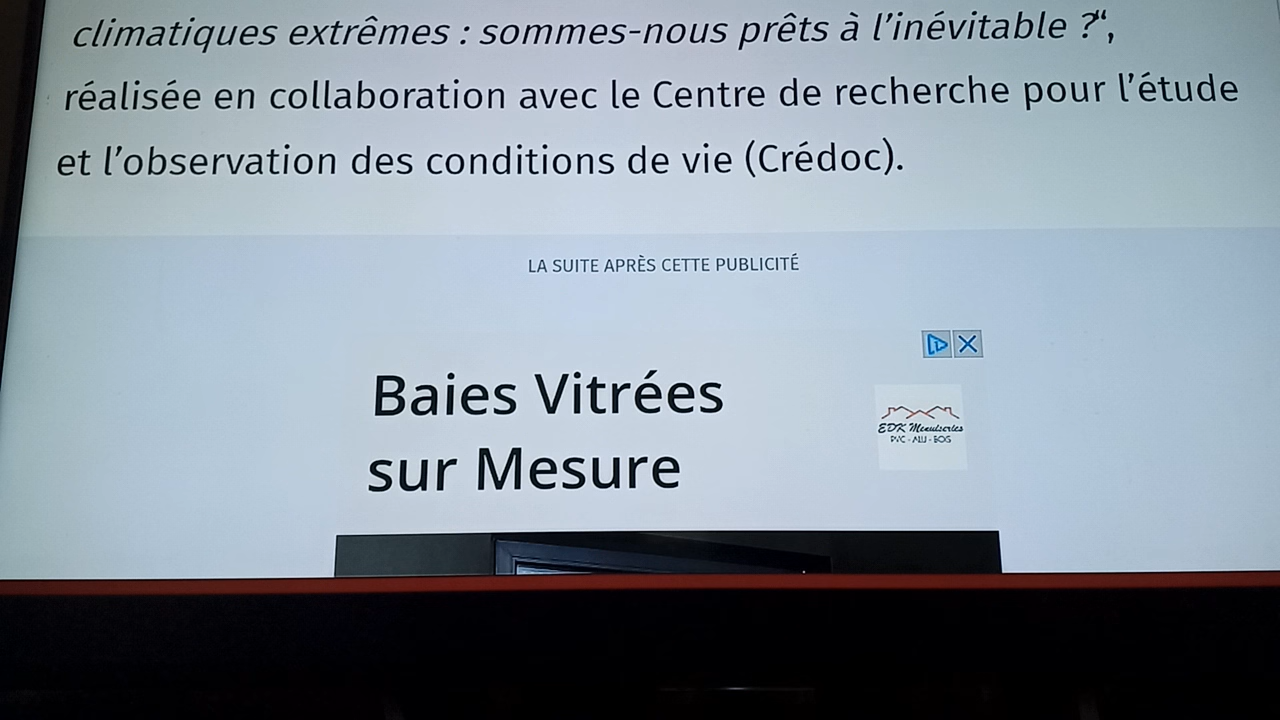 climatiques extrêmes : sommes-nous prêts à l’inévitable ?“,
réalisée en collaboration avec le Centre de recherche pour l’étude
et l’observation des conditions de vie (Crédoc).
LA SUITE APRÈS CETTE PUBLICITÉ
Baies Vitrées
sur Mesure
EDK Menuiseries
PVC - ALU - BOIS